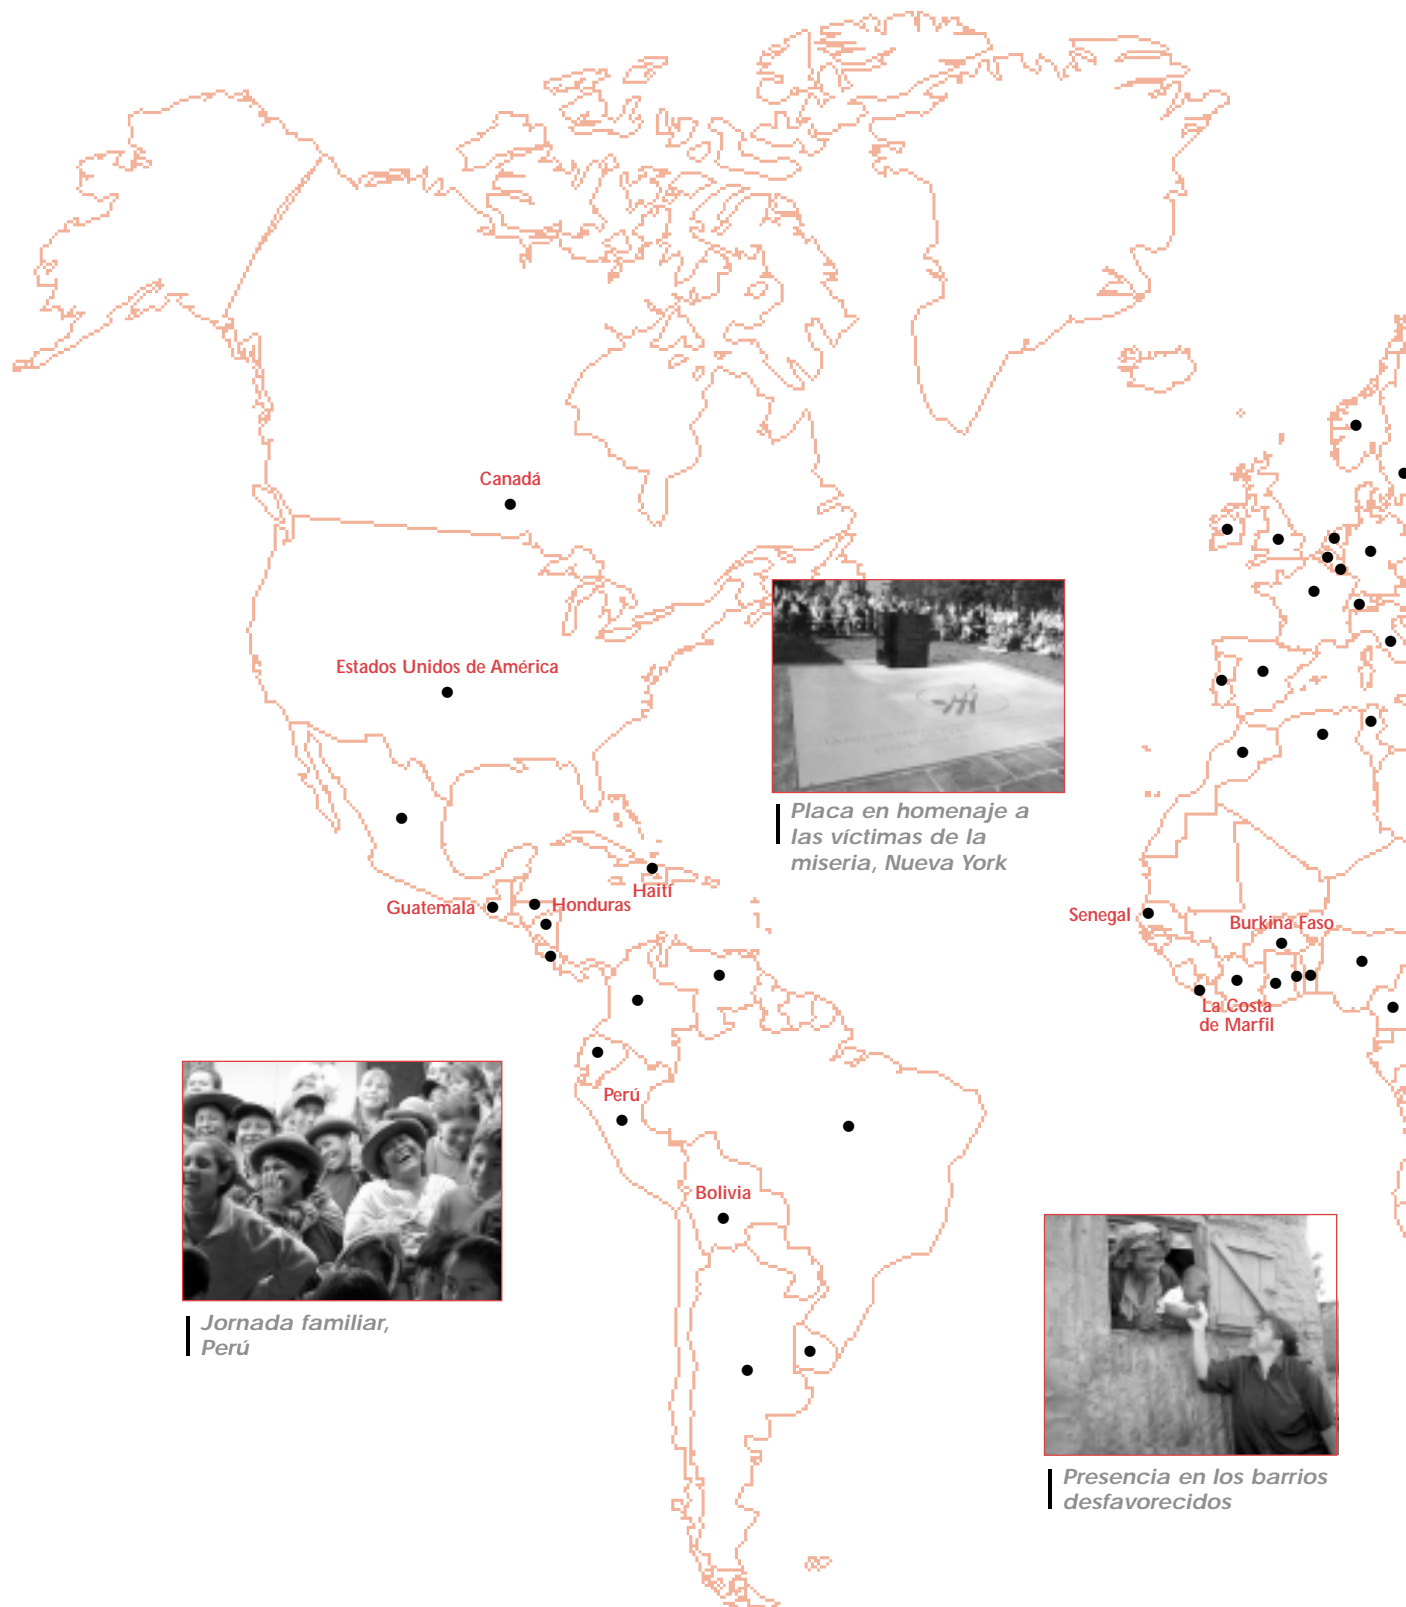 Canadá
Estados Unidos de América
Placa en homenaje a
las víctimas de la
miseria, Nueva York
Haití
Guatemala
Honduras
Senegal
Burkina Faso
La Costa
de Marfil
Perú
Bolivia
Jornada familiar,
Perú
Presencia en los barrios
desfavorecidos